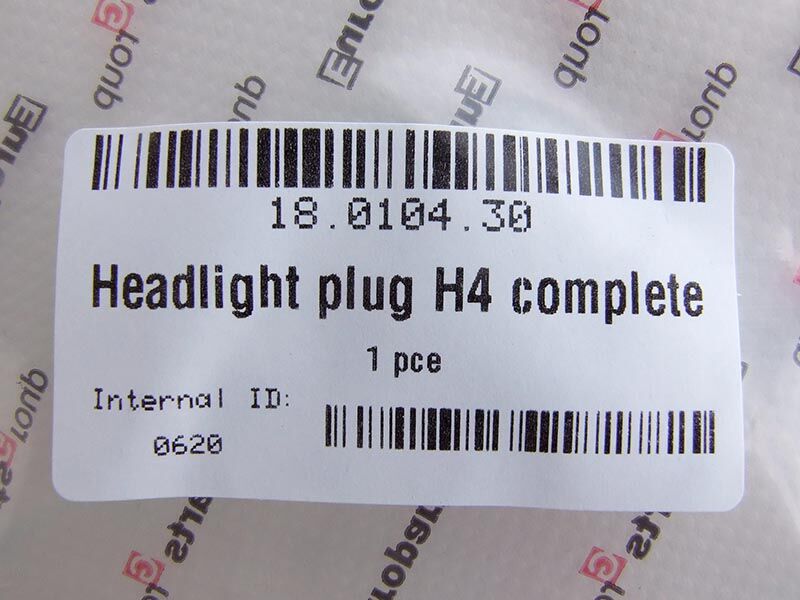 18.0104.30
Headlight plug H4 complete
1 pce
Internal ID:
0620